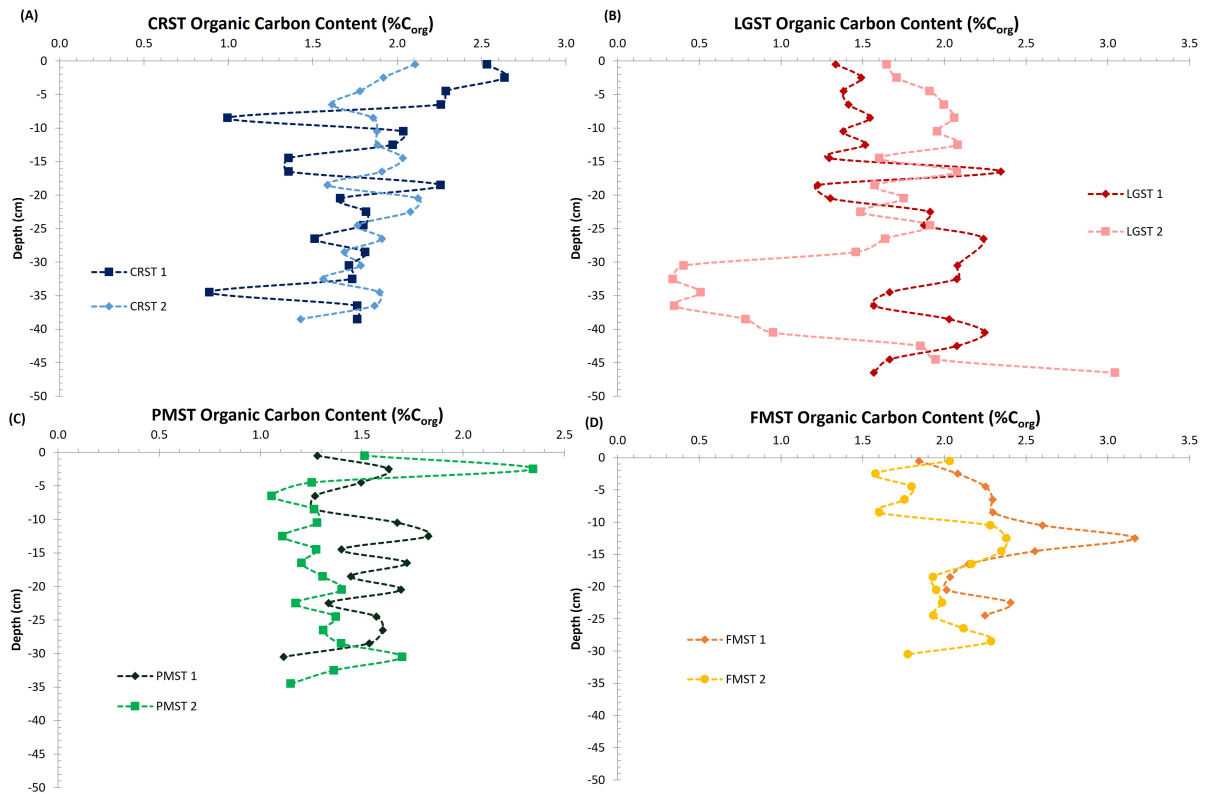 (A)
CRST Organic Carbon Content (%Corg)
0.0 0.5 1.0 1.5 2.0 2.5 3.0
0
-5
-10
-15
-20
-25
-30
-35
-40
-45
-50
Depth (cm)
CRST 1
CRST 2
(B)
LGST Organic Carbon Content (%Corg)
0.0 0.5 1.0 1.5 2.0 2.5 3.0 3.5
0
-5
-10
-15
-20
-25
-30
-35
-40
-45
-50
Depth (cm)
LGST 1
LGST 2
(C)
PMST Organic Carbon Content (%Corg)
0.0 0.5 1.0 1.5 2.0 2.5
0
-5
-10
-15
-20
-25
-30
-35
-40
-45
-50
Depth (cm)
PMST 1
PMST 2
(D)
FMST Organic Carbon Content (%Corg)
0.0 0.5 1.0 1.5 2.0 2.5 3.0 3.5
0
-5
-10
-15
-20
-25
-30
-35
-40
-45
-50
Depth (cm)
FMST 1
FMST 2